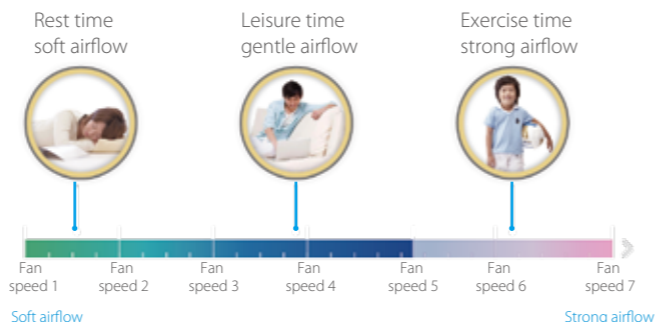 Rest time
soft airflow
Leisure time
gentle airflow
Exercise time
strong airflow
Fan
speed 1
Fan
speed 2
Fan
speed 3
Fan
speed 4
Fan
speed 5
Fan
speed 6
Fan
speed 7
Soft airflow
Strong airflow